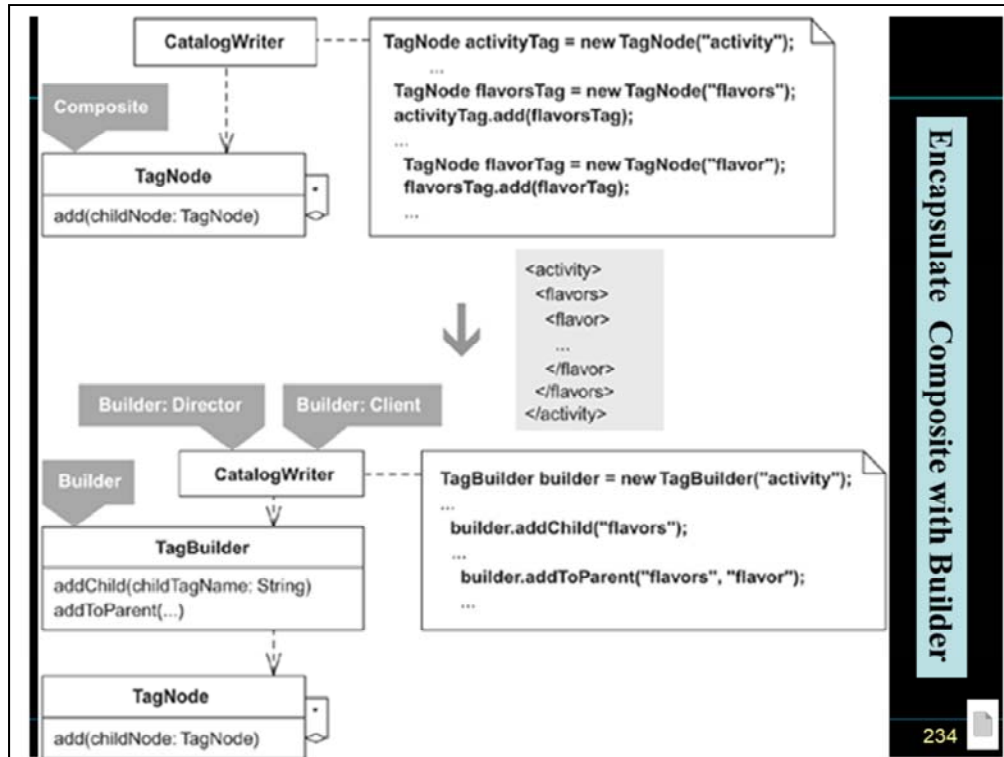 CatalogWriter
TagNode activityTag = new TagNode("activity");
...
TagNode flavorsTag = new TagNode("flavors");
activityTag.add(flavorsTag);
...
TagNode flavorTag = new TagNode("flavor");
flavorsTag.add(flavorTag);
...
Composite
TagNode
*
add(childNode: TagNode)
<activity>
<flavors>
<flavor>
...
</flavor>
</flavors>
</activity>
Builder: Director
Builder: Client
Builder
CatalogWriter
TagBuilder builder = new TagBuilder("activity");
...
builder.addChild("flavors");
...
builder.addToParent("flavors", "flavor");
...
TagBuilder
addChild(childTagName: String)
addToParent(...)
TagNode
*
add(childNode: TagNode)
Encapsulate Composite with Builder
234